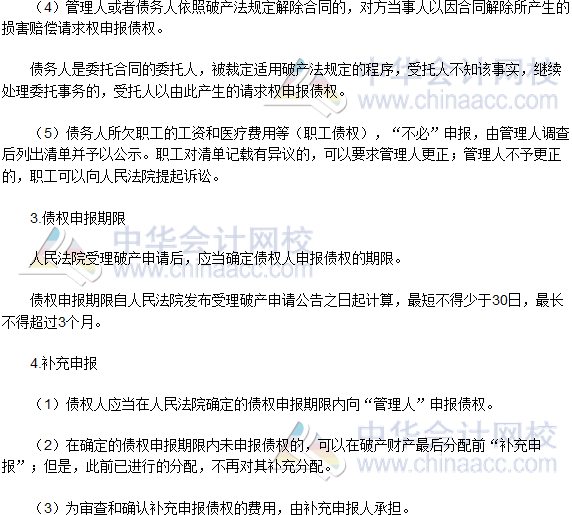 （4）管理人或者债务人依照破产法规定解除合同的，对方当事人以因合同解除所产生的
损害赔偿请求权申报债权。
债务人是委托合同的委托人，被裁定适用破产法规定的程序，受托人不知该事实，继续
处理委托事务的，受托人以由此产生的请求权申报债权。
（5）债务人所欠职工的工资和医疗费用等（职工债权），“不必”申报，由管理人调查
后列出清单并予以公示。职工对清单记载有异议的，可以要求管理人更正；管理人不予更正
的，职工可以向人民法院提起诉讼。
3.债权申报期限
人民法院受理破产申请后，应当确定债权人申报债权的期限。
债权申报期限自人民法院发布受理破产申请公告之日起计算，最短不得少于30日，最长
不得超过3个月。
4.补充申报
（1）债权人应当在人民法院确定的债权申报期限内向“管理人”申报债权。
（2）在确定的债权申报期限内未申报债权的，可以在破产财产最后分配前“补充申
报”；但是，此前已进行的分配，不再对其补充分配。
（3）为审查和确认补充申报债权的费用，由补充申报人承担。
中华会计网校
www.chinaacc.com
中华会计网校
www.chinaacc.com
中华会计网校
www.chinaacc.com